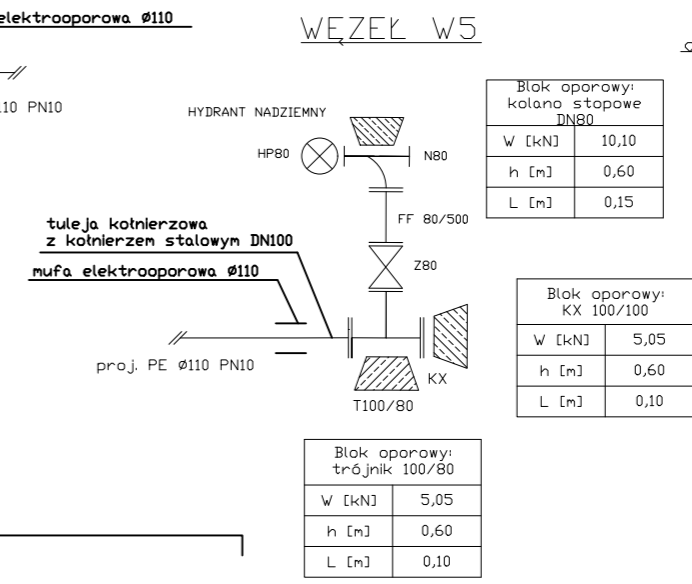 elektrooporowa Ø110
WĘZEŁ W5
10 PN10
HYDRANT NADZIEMNY
HP80
N80
FF 80/500
Z80
tuleja kołnierzowa
z kołnierzem stalowym DN100
mufa elektrooporowa Ø110
proj. PE Ø110 PN10
KX
T100/80
Blok oporowy:
kolano stopowe
DN80
W [kN] 10,10
h [m] 0,60
L [m] 0,15
Blok oporowy:
KX 100/100
W [kN] 5,05
h [m] 0,60
L [m] 0,10
Blok oporowy:
trójnik 100/80
W [kN] 5,05
h [m] 0,60
L [m] 0,10